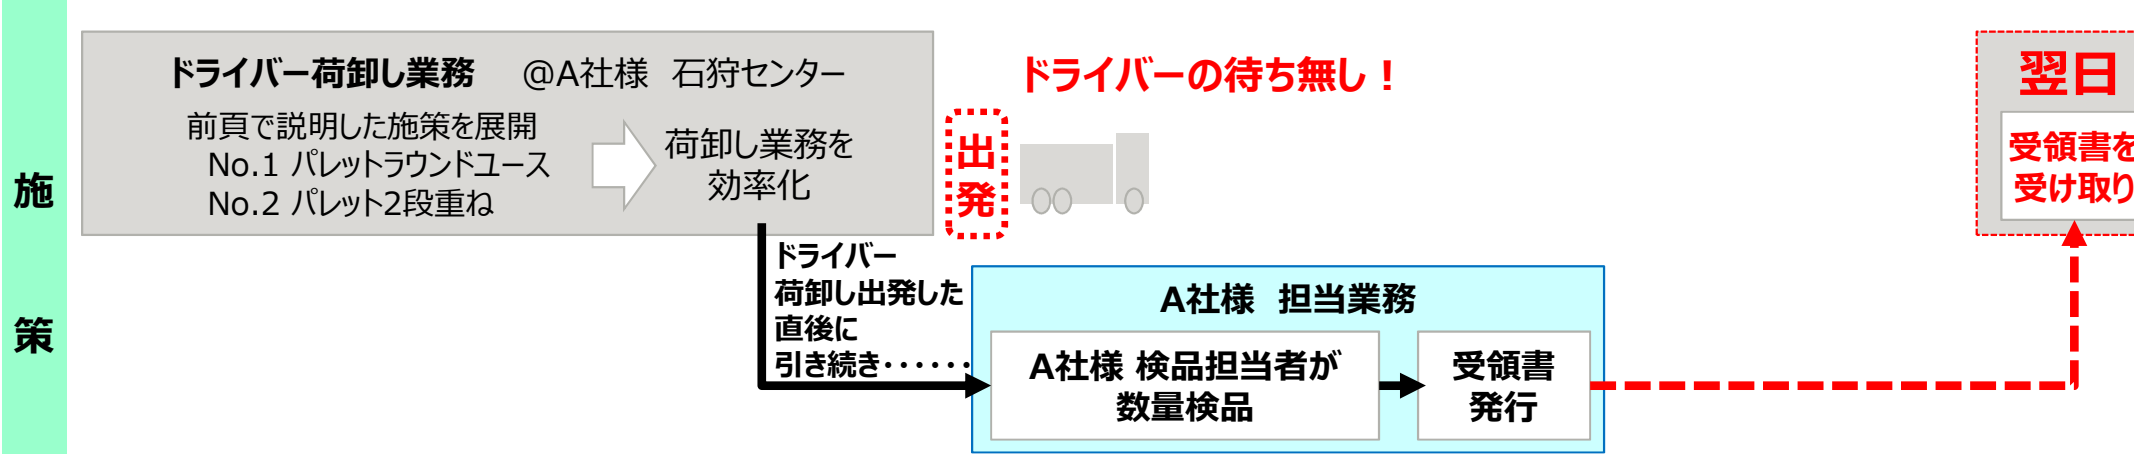 施
策
ドライバー荷卸し業務　@A社様　石狩センター
前頁で説明した施策を展開
No.1 パレットラウンドユース
No.2 パレット2段重ね
荷卸し業務を
効率化
出
発
ドライバーの待ち無し！
ドライバー
荷卸し出発した
直後に
引き続き・・・・・・
A社様　担当業務
A社様 検品担当者が
数量検品
受領書
発行
翌日
受領書を
受け取り